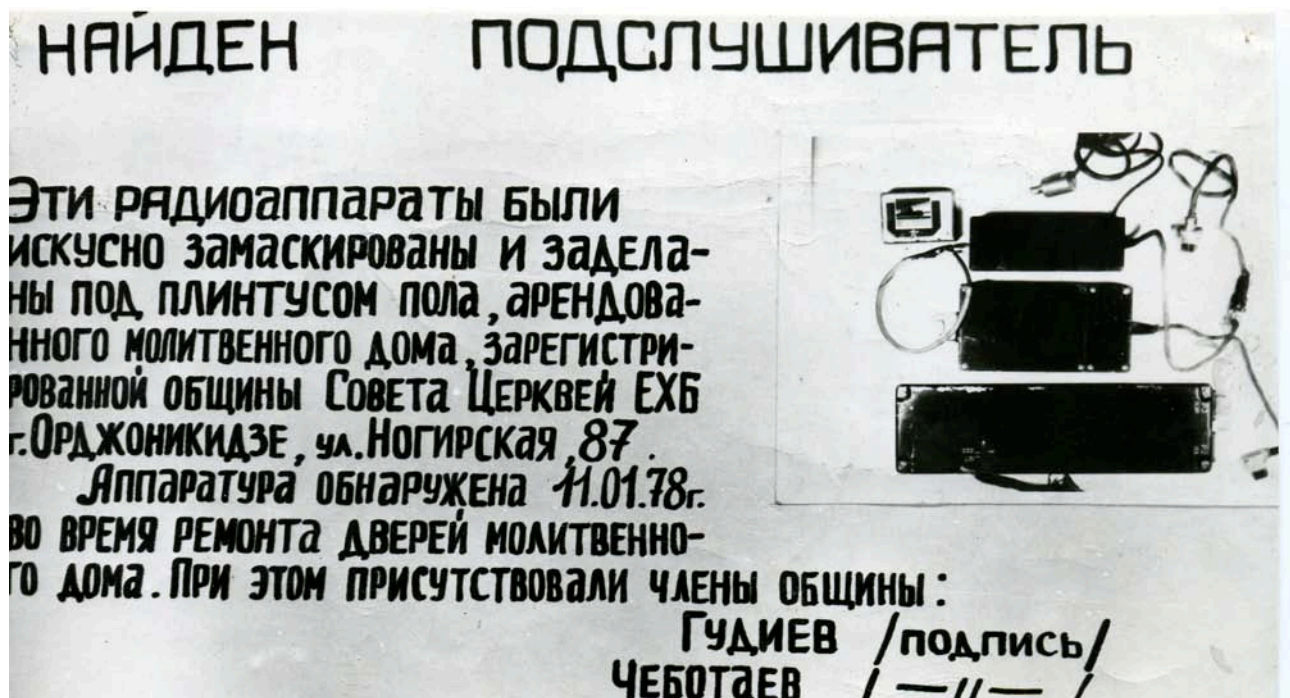 НАЙДЕН ПОДСЛУШИВАТЕЛЬ
Эти радиоаппараты были
искусно замаскированы и задела-
ны под плинтусом пола, арендова-
нного молитвенного дома, зарегистри-
рованной общины Совета Церквей ЕХБ
г. Орджоникидзе, ул. Ногирская, 87.
Аппаратура обнаружена 11.01.78г.
во время ремонта дверей молитвенно-
го дома. При этом присутствовали члены общины:
Гудиев /подпись/
Чеботаев /—"—/